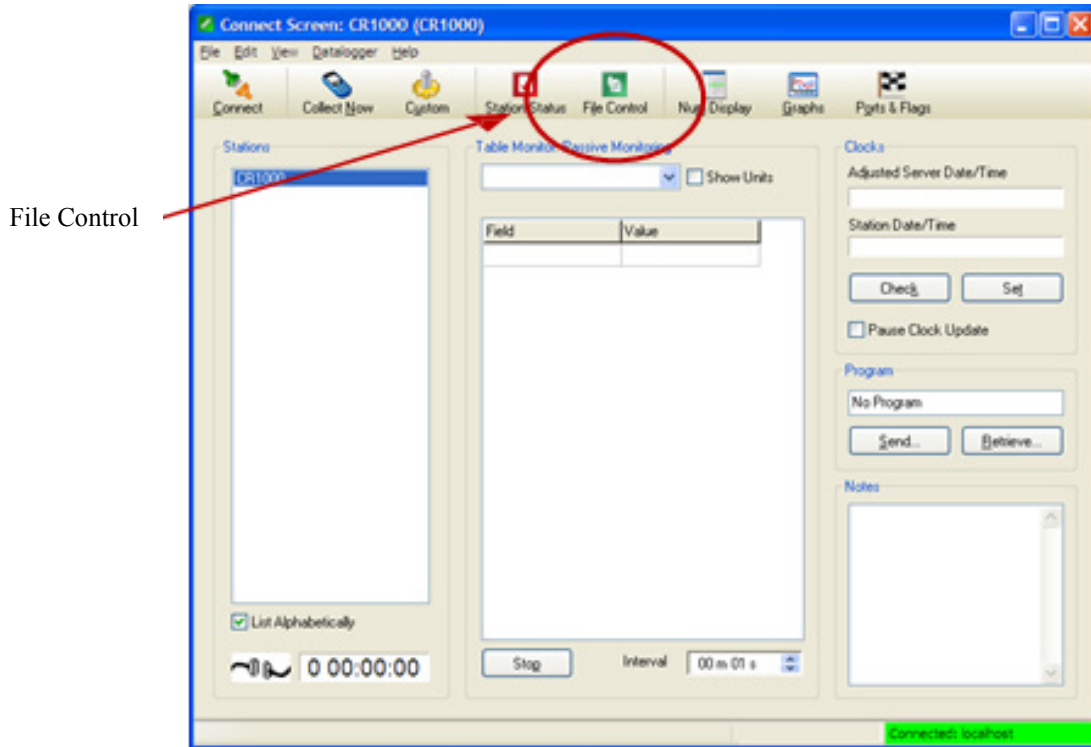 Connect Screen: CR1000 (CR1000)
File Edit View Datalogger Help
Connect Collect Now Custom Station Status File Control Num Display Graphs Ports & Flags
File Control
Stations
CR1000
List Alphabetically
0 00:00:00
Table Monitor: Passive Monitoring
Show Units
Field Value
Stop Interval 00 m 01 s
Clocks
Adjusted Server Date/Time
Station Date/Time
Check Set
Pause Clock Update
Program
No Program
Send... Retrieve...
Notes
Connected: localhost